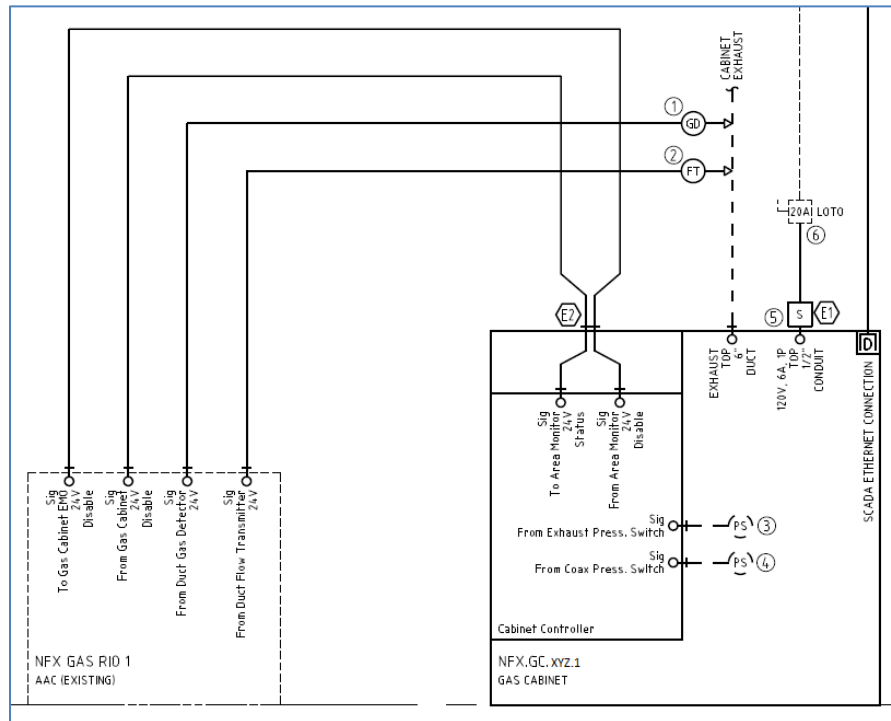 CABINET
EXHAUST
1
GD
2
FT
20A
LOTO
6
E2
5
S
E1
D
EXHAUST
TOP
6"
DUCT
120V, 6A, 1P
TOP
1/2"
CONDUIT
SCADA ETHERNET CONNECTION
Sig
To Area Monitor
24V
Status
Sig
From Area Monitor
24V
Disable
Sig
To Gas Cabinet EMO
24V
Disable
Sig
From Gas Cabinet
24V
Disable
Sig
From Duct Gas Detector
24V
Sig
From Duct Flow Transmitter
24V
Sig
From Exhaust Press. Switch
PS
3
Sig
From Coax Press. Switch
PS
4
Cabinet Controller
NFX GAS RIO 1
AAC (EXISTING)
NFX.GC.XYZ.1
GAS CABINET